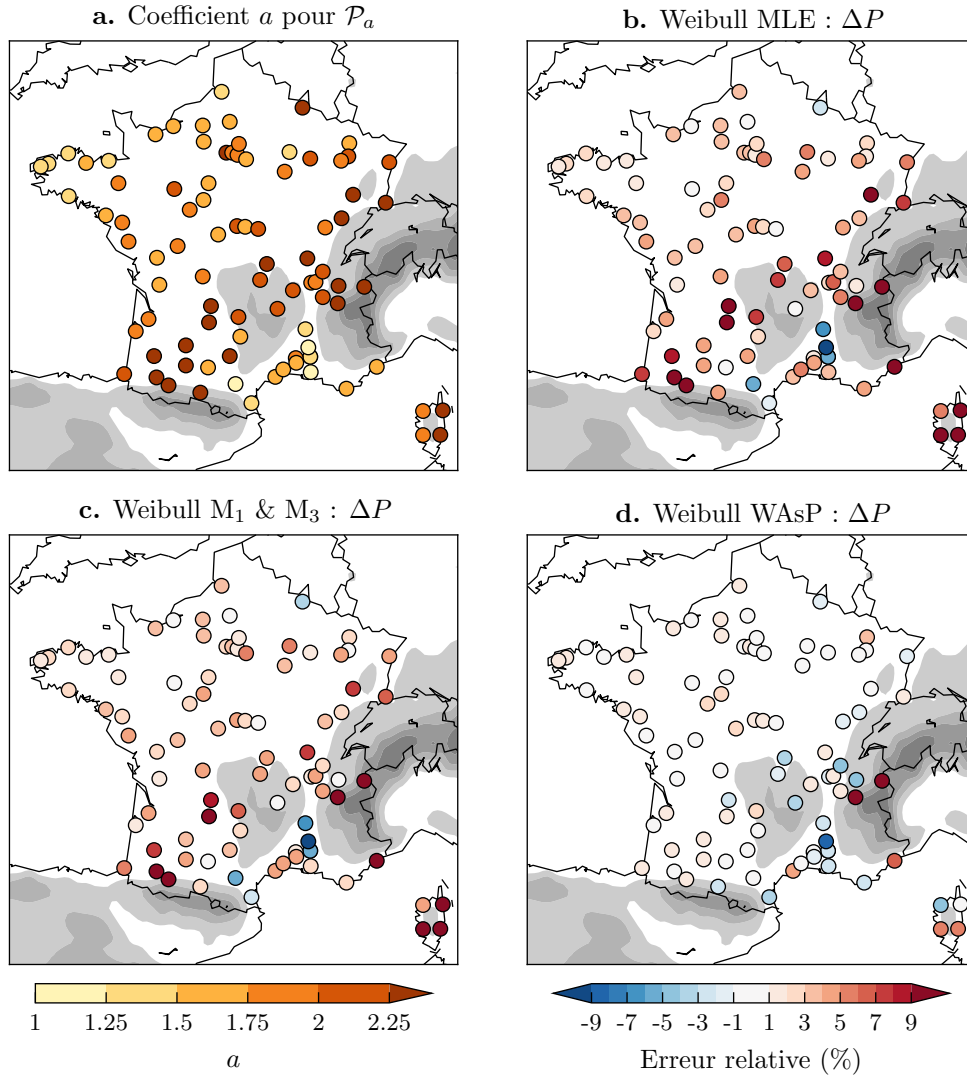 a. Coefficient a pour 𝒫ₐ
b. Weibull MLE : ΔP
c. Weibull M₁ & M₃ : ΔP
d. Weibull WAsP : ΔP
1 1.25 1.5 1.75 2 2.25
a
-9 -7 -5 -3 -1 1 3 5 7 9
Erreur relative (%)